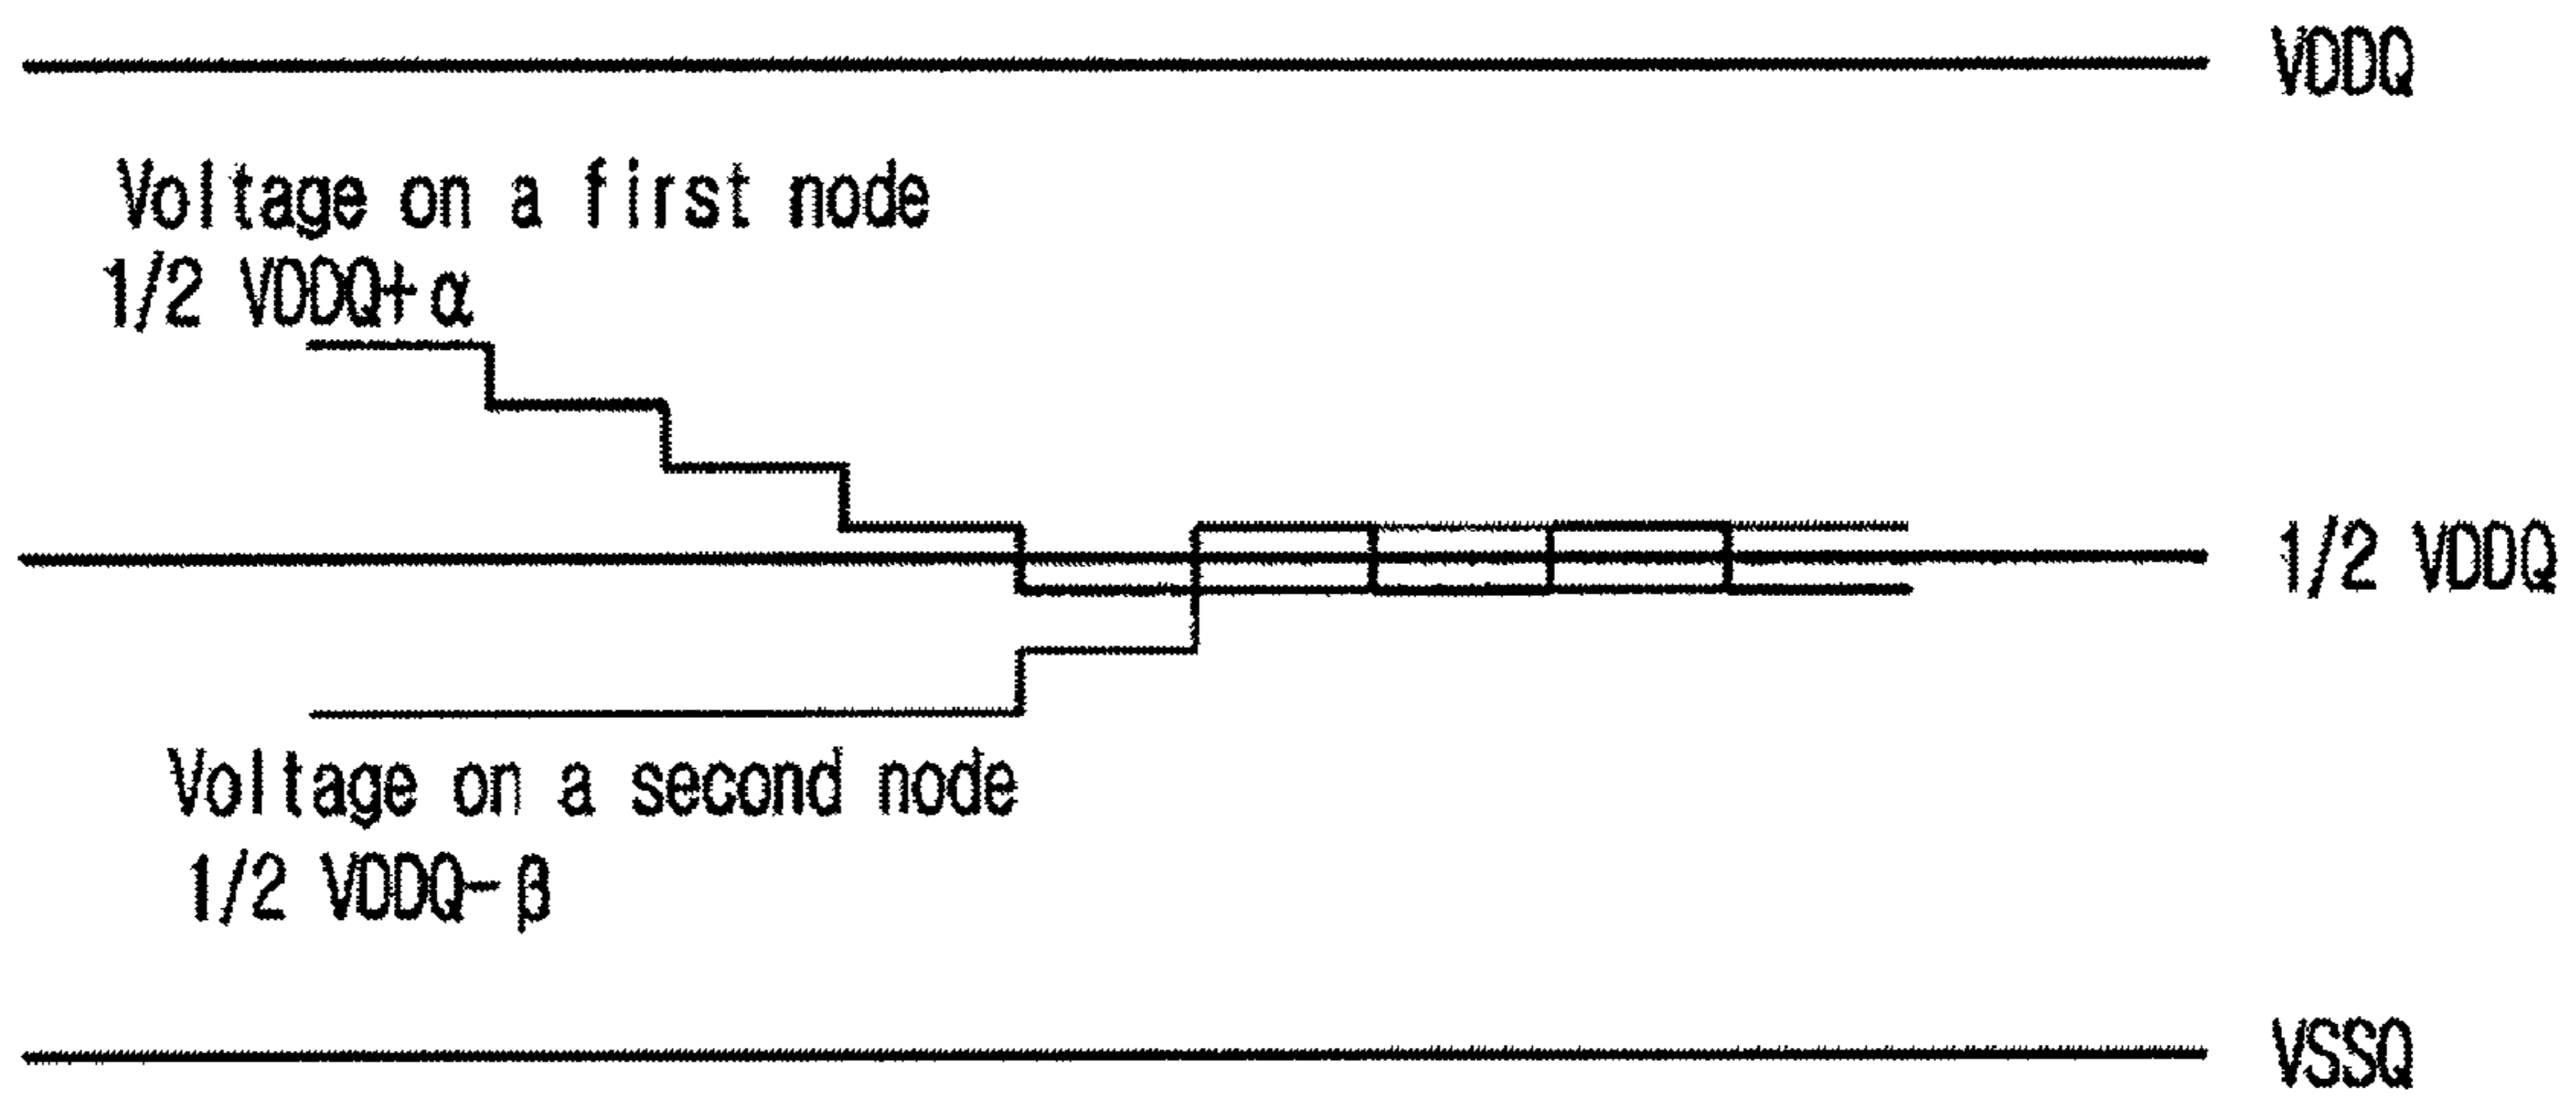 VDDQ
Voltage on a first node
1/2 VDDQ+α
1/2 VDDQ
Voltage on a second node
1/2 VDDQ-β
VSSQ